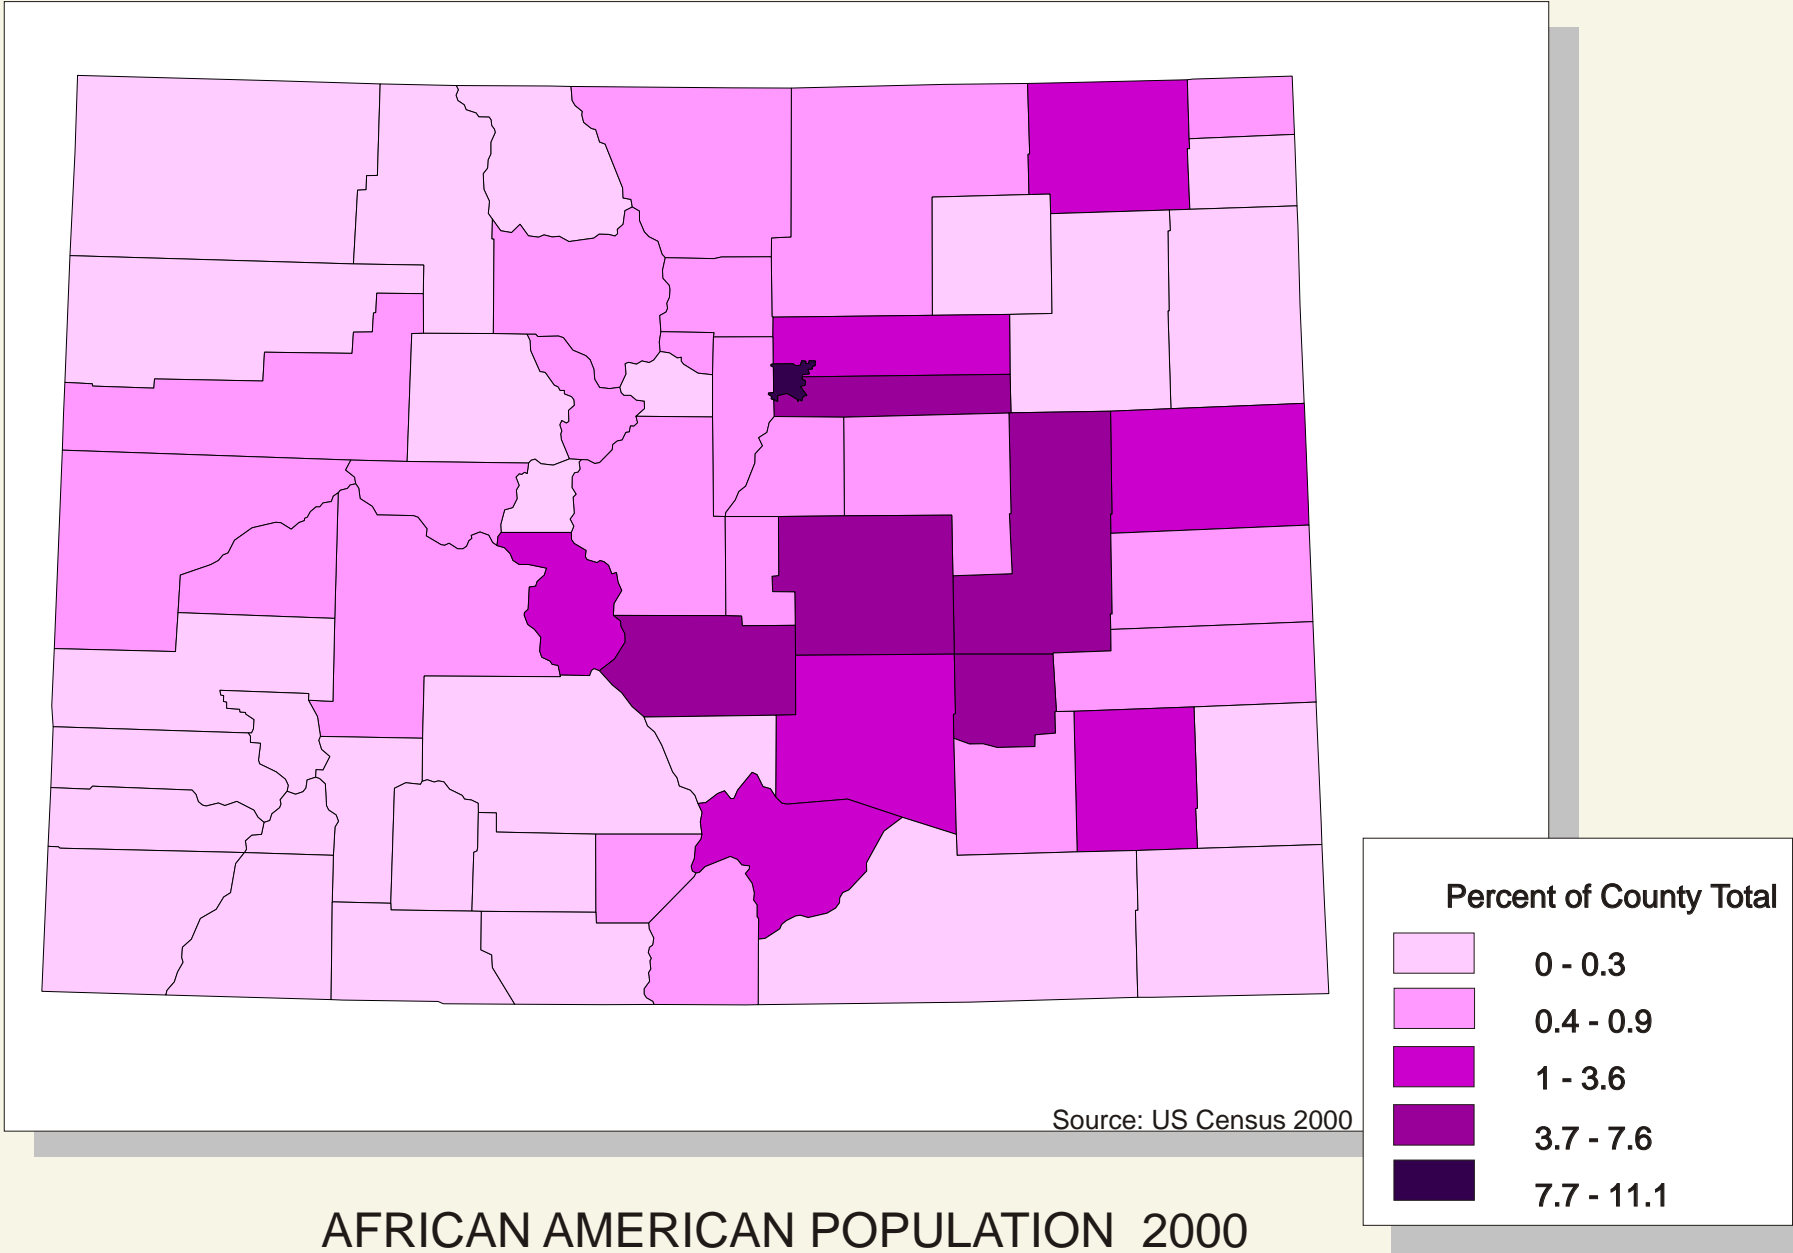 Percent of County Total
0 - 0.3
0.4 - 0.9
1 - 3.6
3.7 - 7.6
7.7 - 11.1
Source: US Census 2000
AFRICAN AMERICAN POPULATION 2000